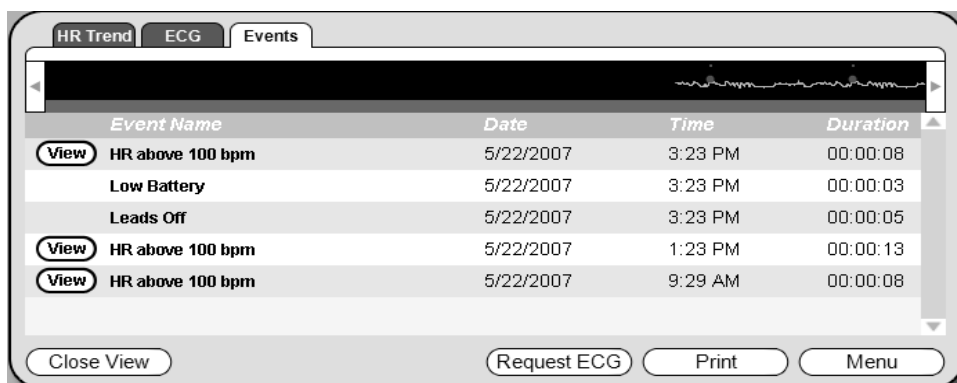 HR Trend ECG Events
Event Name Date Time Duration
View HR above 100 bpm 5/22/2007 3:23 PM 00:00:08
Low Battery 5/22/2007 3:23 PM 00:00:03
Leads Off 5/22/2007 3:23 PM 00:00:05
View HR above 100 bpm 5/22/2007 1:23 PM 00:00:13
View HR above 100 bpm 5/22/2007 9:29 AM 00:00:08
Close View Request ECG Print Menu